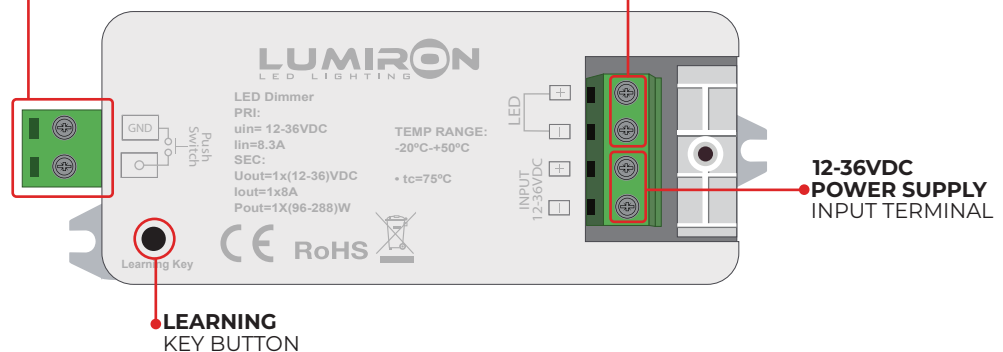 LUMIRON
LED LIGHTING
LED Dimmer
PRI:
uin= 12-36VDC
Iin=8.3A
SEC:
Uout=1x(12-36)VDC
Iout=1x8A
Pout=1X(96-288)W
TEMP RANGE:
-20ºC-+50ºC
• tc=75ºC
GND
Push
Switch
LED
+
−
INPUT
12-36VDC
+
−
CE RoHS
Learning Key
12-36VDC
POWER SUPPLY
INPUT TERMINAL
LEARNING
KEY BUTTON